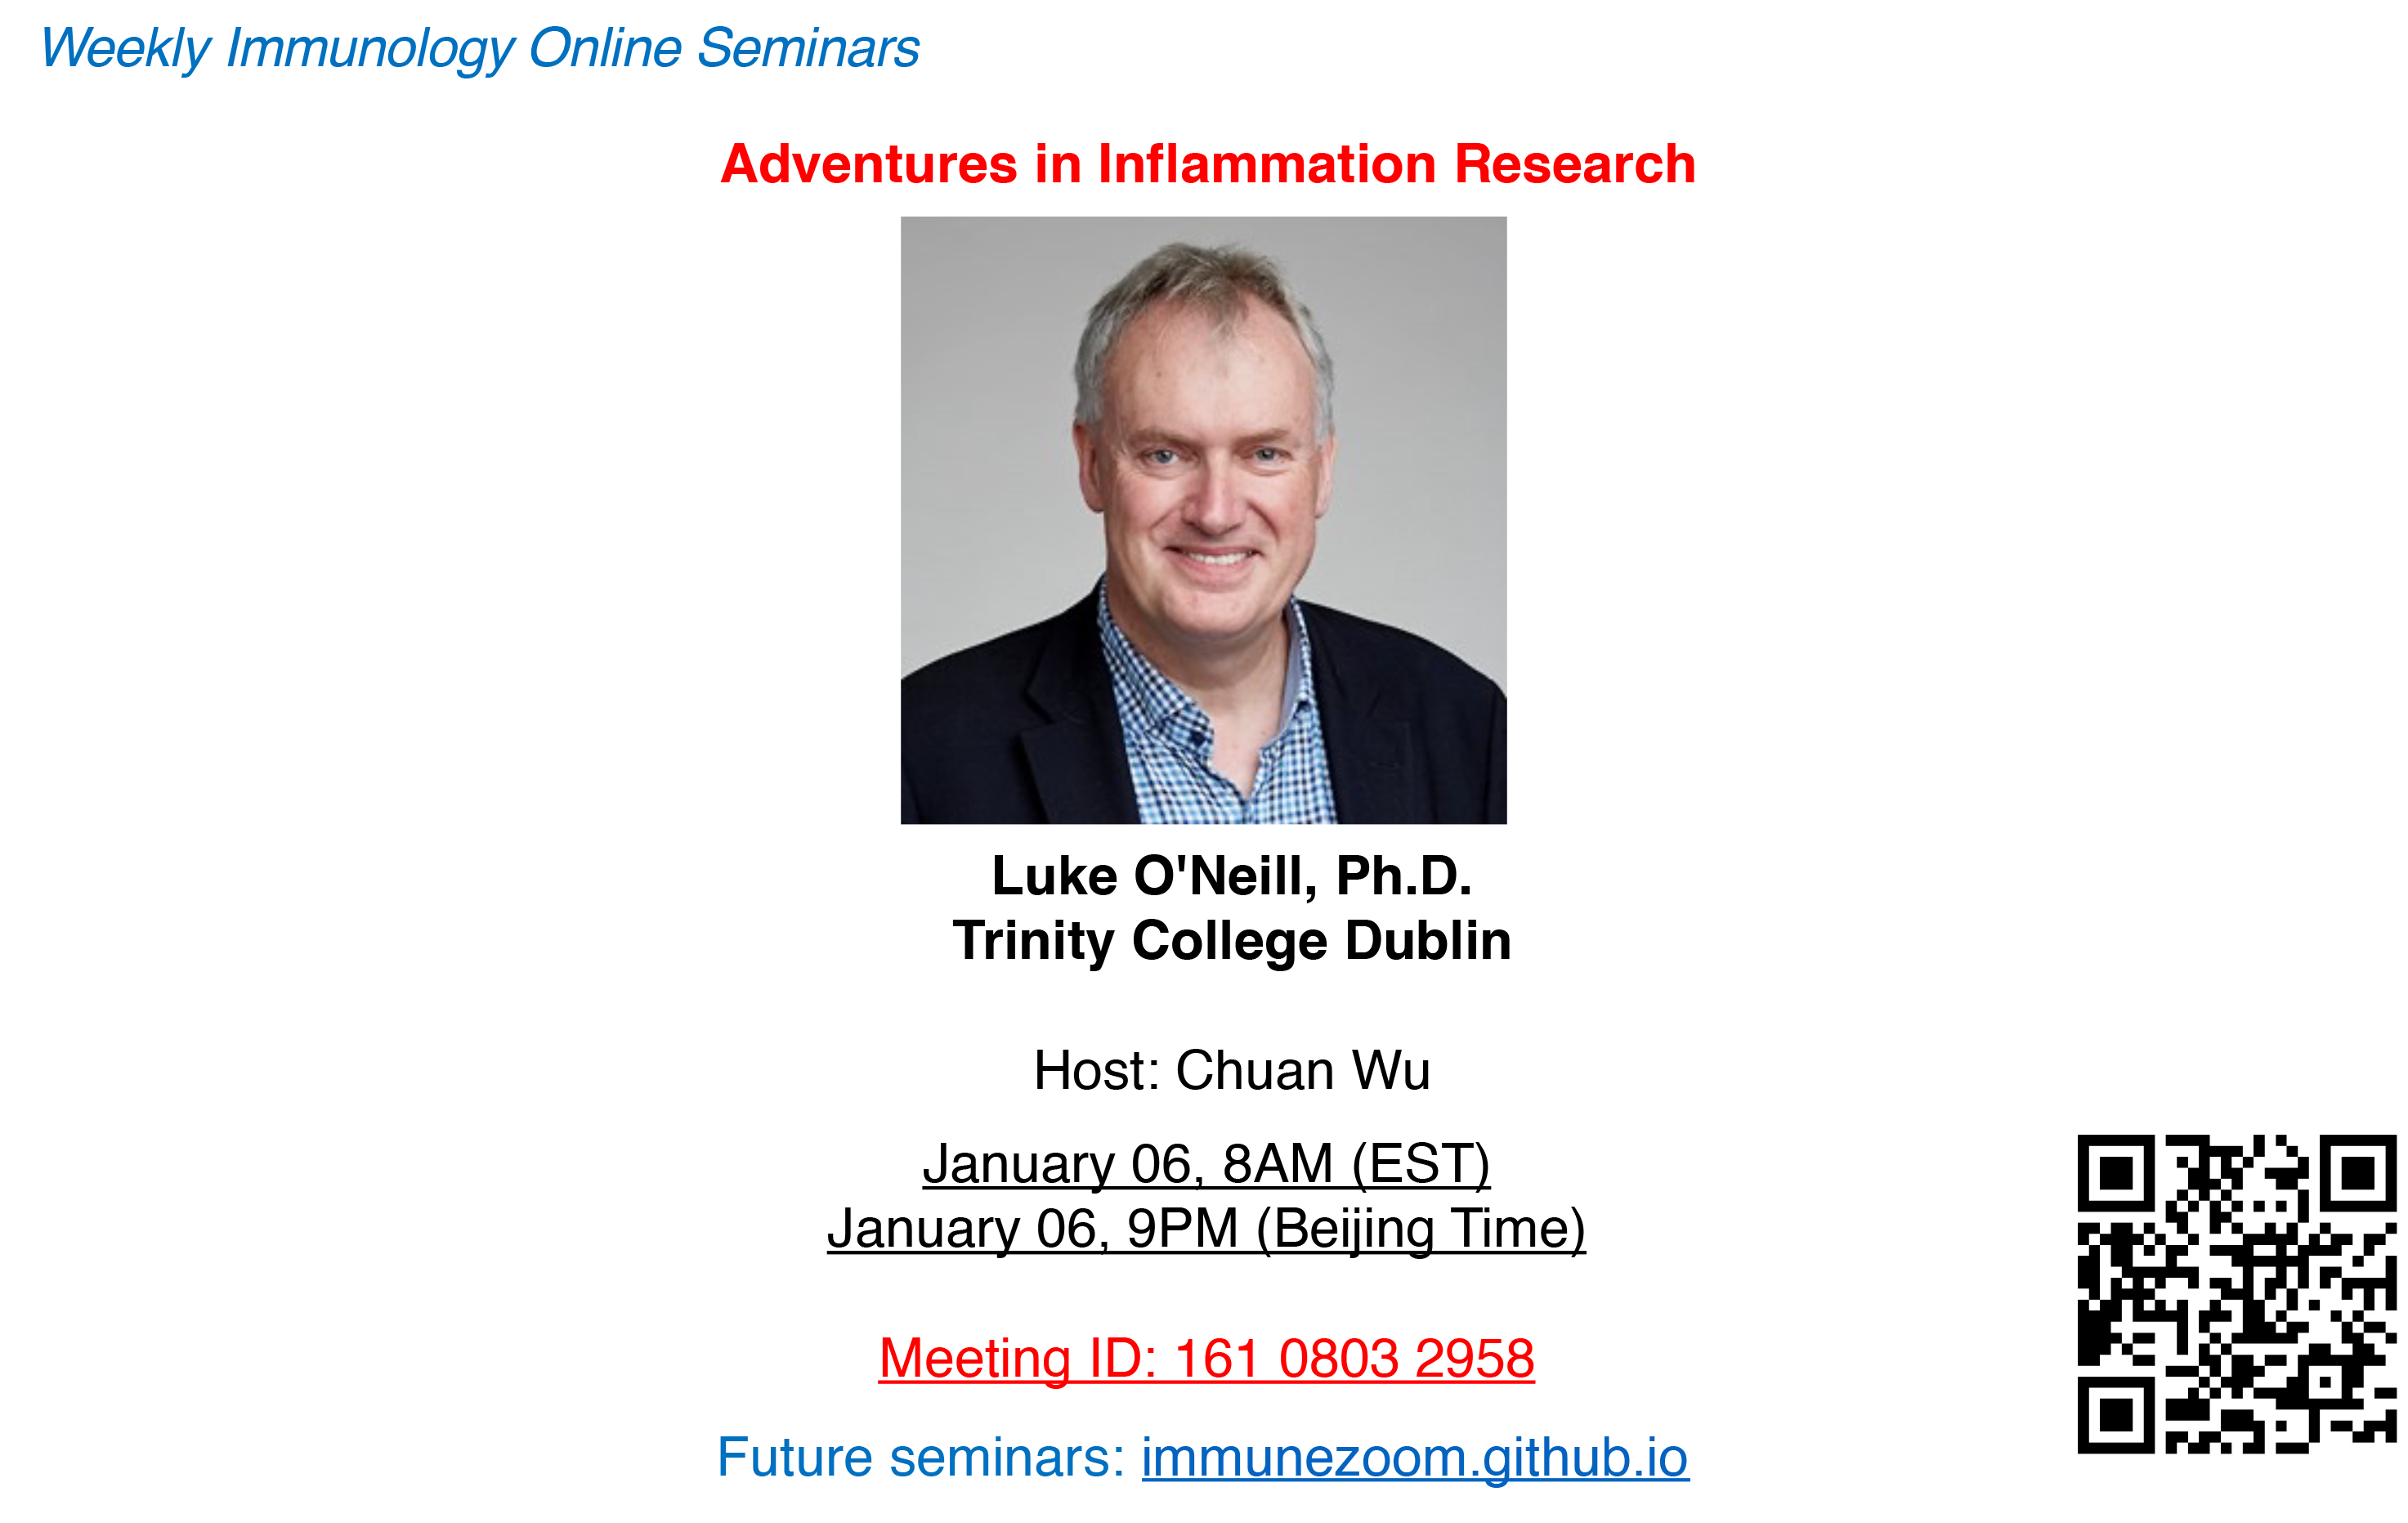 Weekly Immunology Online Seminars
Adventures in Inflammation Research
Luke O'Neill, Ph.D.
Trinity College Dublin
Host: Chuan Wu
January 06, 8AM (EST)
January 06, 9PM (Beijing Time)
Meeting ID: 161 0803 2958
Future seminars: immunezoom.github.io